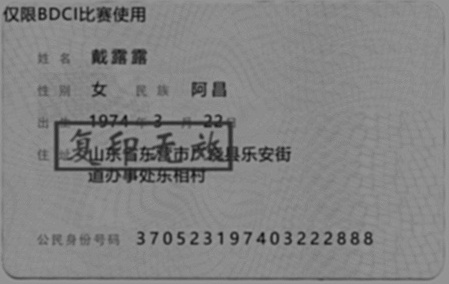 仅限BDCI比赛使用
姓名 戴露露
性别 女 民族 阿昌
出生 1974 年 3 月 22 日
复印无效
住址 山东省东营市广饶县乐安街
道办事处东相村
公民身份号码 370523197403222888